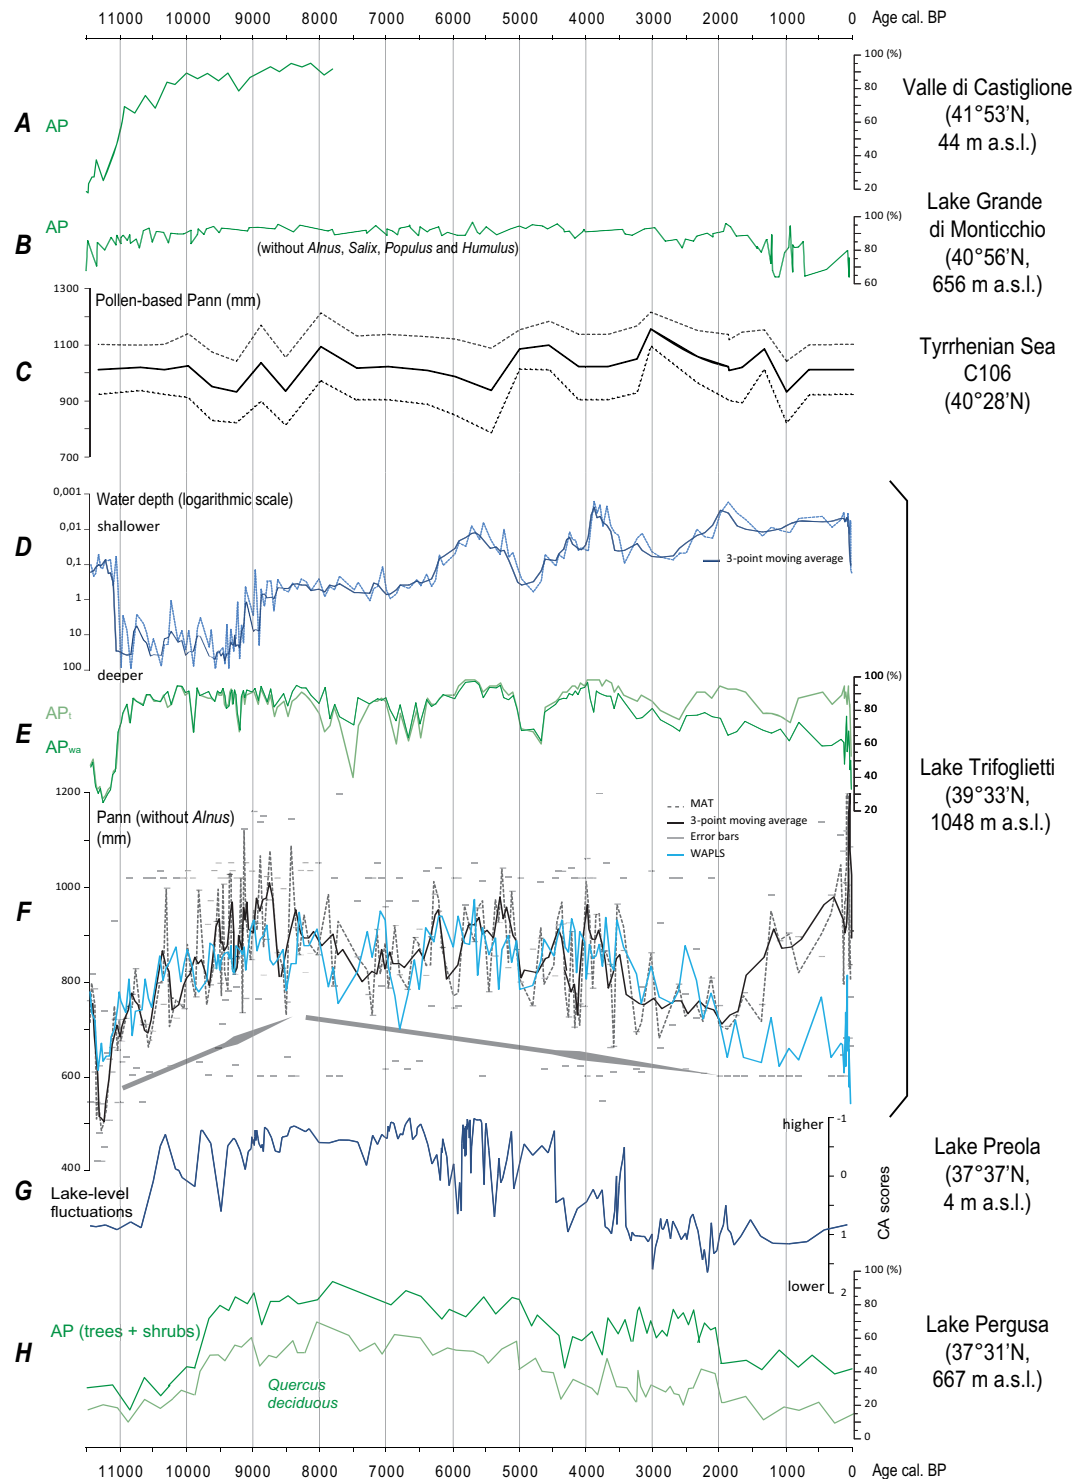 11000 10000 9000 8000 7000 6000 5000 4000 3000 2000 1000 0 Age cal. BP
A
AP
100 (%)
80
60
40
20
Valle di Castiglione
(41°53'N,
44 m a.s.l.)
B
AP
(without Alnus, Salix, Populus and Humulus)
100 (%)
80
60
Lake Grande
di Monticchio
(40°56'N,
656 m a.s.l.)
C
Pollen-based Pann (mm)
1300
1100
900
700
Tyrrhenian Sea
C106
(40°28'N)
D
Water depth (logarithmic scale)
shallower
0,001
0,01
0,1
1
10
100
deeper
3-point moving average
E
APt
APwa
100 (%)
80
60
40
20
Lake Trifoglietti
(39°33'N,
1048 m a.s.l.)
F
Pann (without Alnus)
(mm)
1200
1000
800
600
400
MAT
3-point moving average
Error bars
WAPLS
G
Lake-level
fluctuations
higher
lower
-1
0
1
2
CA scores
Lake Preola
(37°37'N,
4 m a.s.l.)
H
AP (trees + shrubs)
Quercus
deciduous
100 (%)
80
60
40
20
0
Lake Pergusa
(37°31'N,
667 m a.s.l.)
11000 10000 9000 8000 7000 6000 5000 4000 3000 2000 1000 0 Age cal. BP